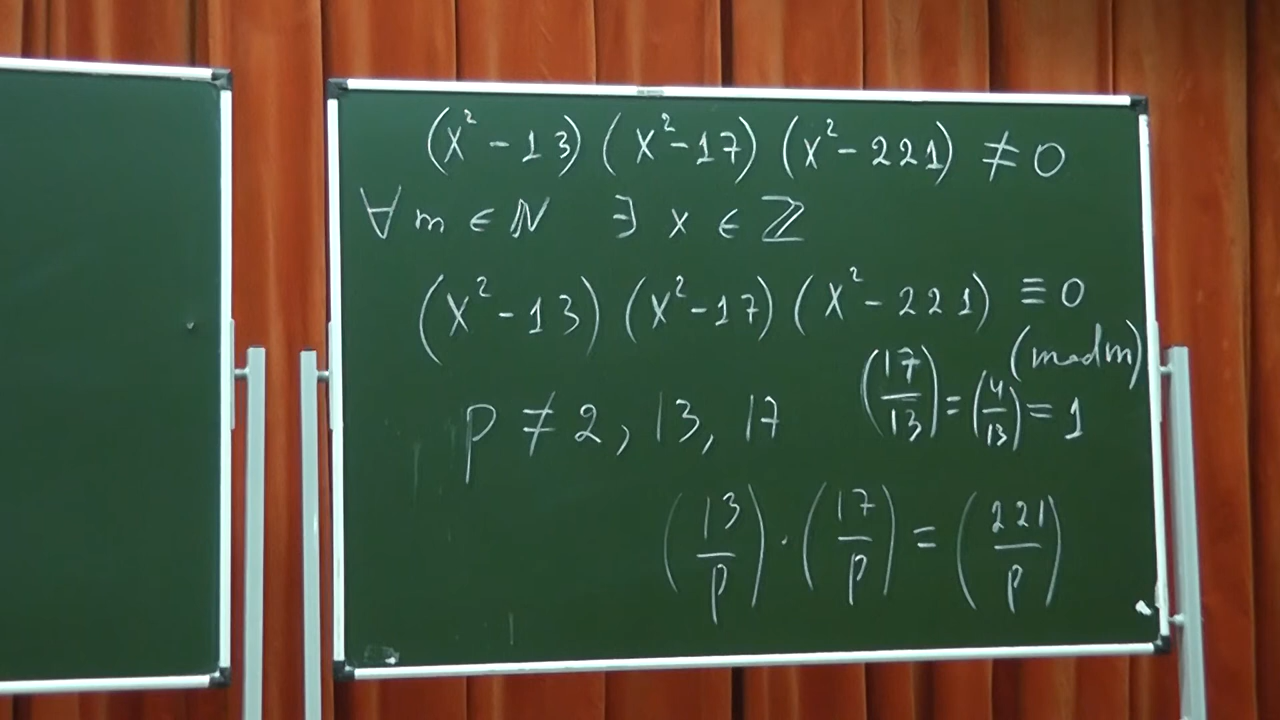 (x² - 13) (x² - 17) (x² - 221) ≠ 0
∀ m ∈ ℕ ∃ x ∈ ℤ
(x² - 13) (x² - 17) (x² - 221) ≡ 0
(mod m)
p ≠ 2, 13, 17
(17/13) = (4/13) = 1
(13/p) · (17/p) = (221/p)